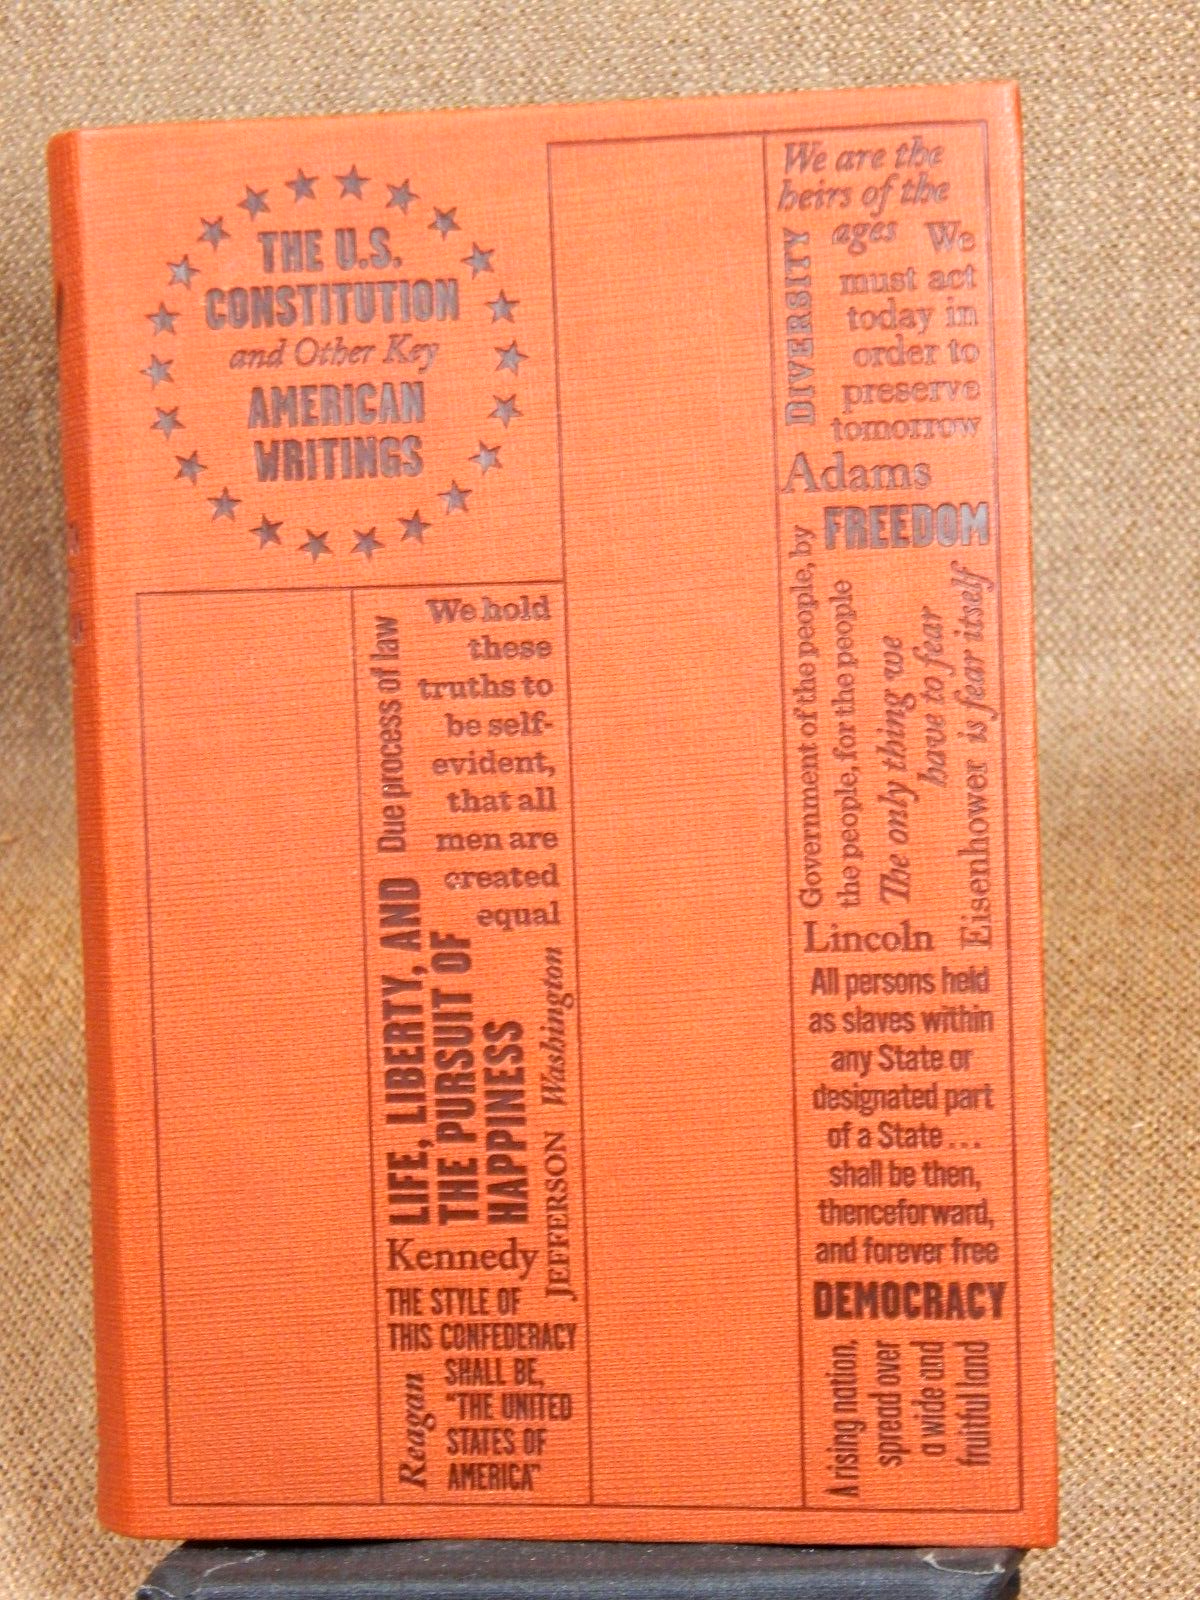 THE U.S.
CONSTITUTION
and Other Key
AMERICAN
WRITINGS
Due process of law
We hold
these
truths to
be self-
evident,
that all
men are
created
equal
LIFE, LIBERTY, AND
THE PURSUIT OF
HAPPINESS
Washington
JEFFERSON
Kennedy
THE STYLE OF
THIS CONFEDERACY
SHALL BE,
"THE UNITED
STATES OF
AMERICA"
Reagan
We are the
heirs of the
ages
DIVERSITY
We
must act
today in
order to
preserve
tomorrow
Adams
FREEDOM
Government of the people, by
the people, for the people
The only thing we
have to fear
is fear itself
Eisenhower
Lincoln
All persons held
as slaves within
any State or
designated part
of a State...
shall be then,
thenceforward,
and forever free
DEMOCRACY
A rising nation,
spread over
a wide and
fruitful land